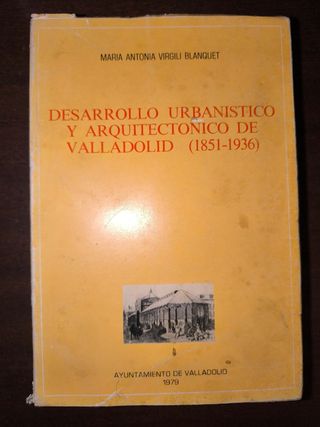 MARIA ANTONIA VIRGILI BLANQUET
DESARROLLO URBANISTICO
Y ARQUITECTONICO DE
VALLADOLID (1851-1936)
AYUNTAMIENTO DE VALLADOLID
1979